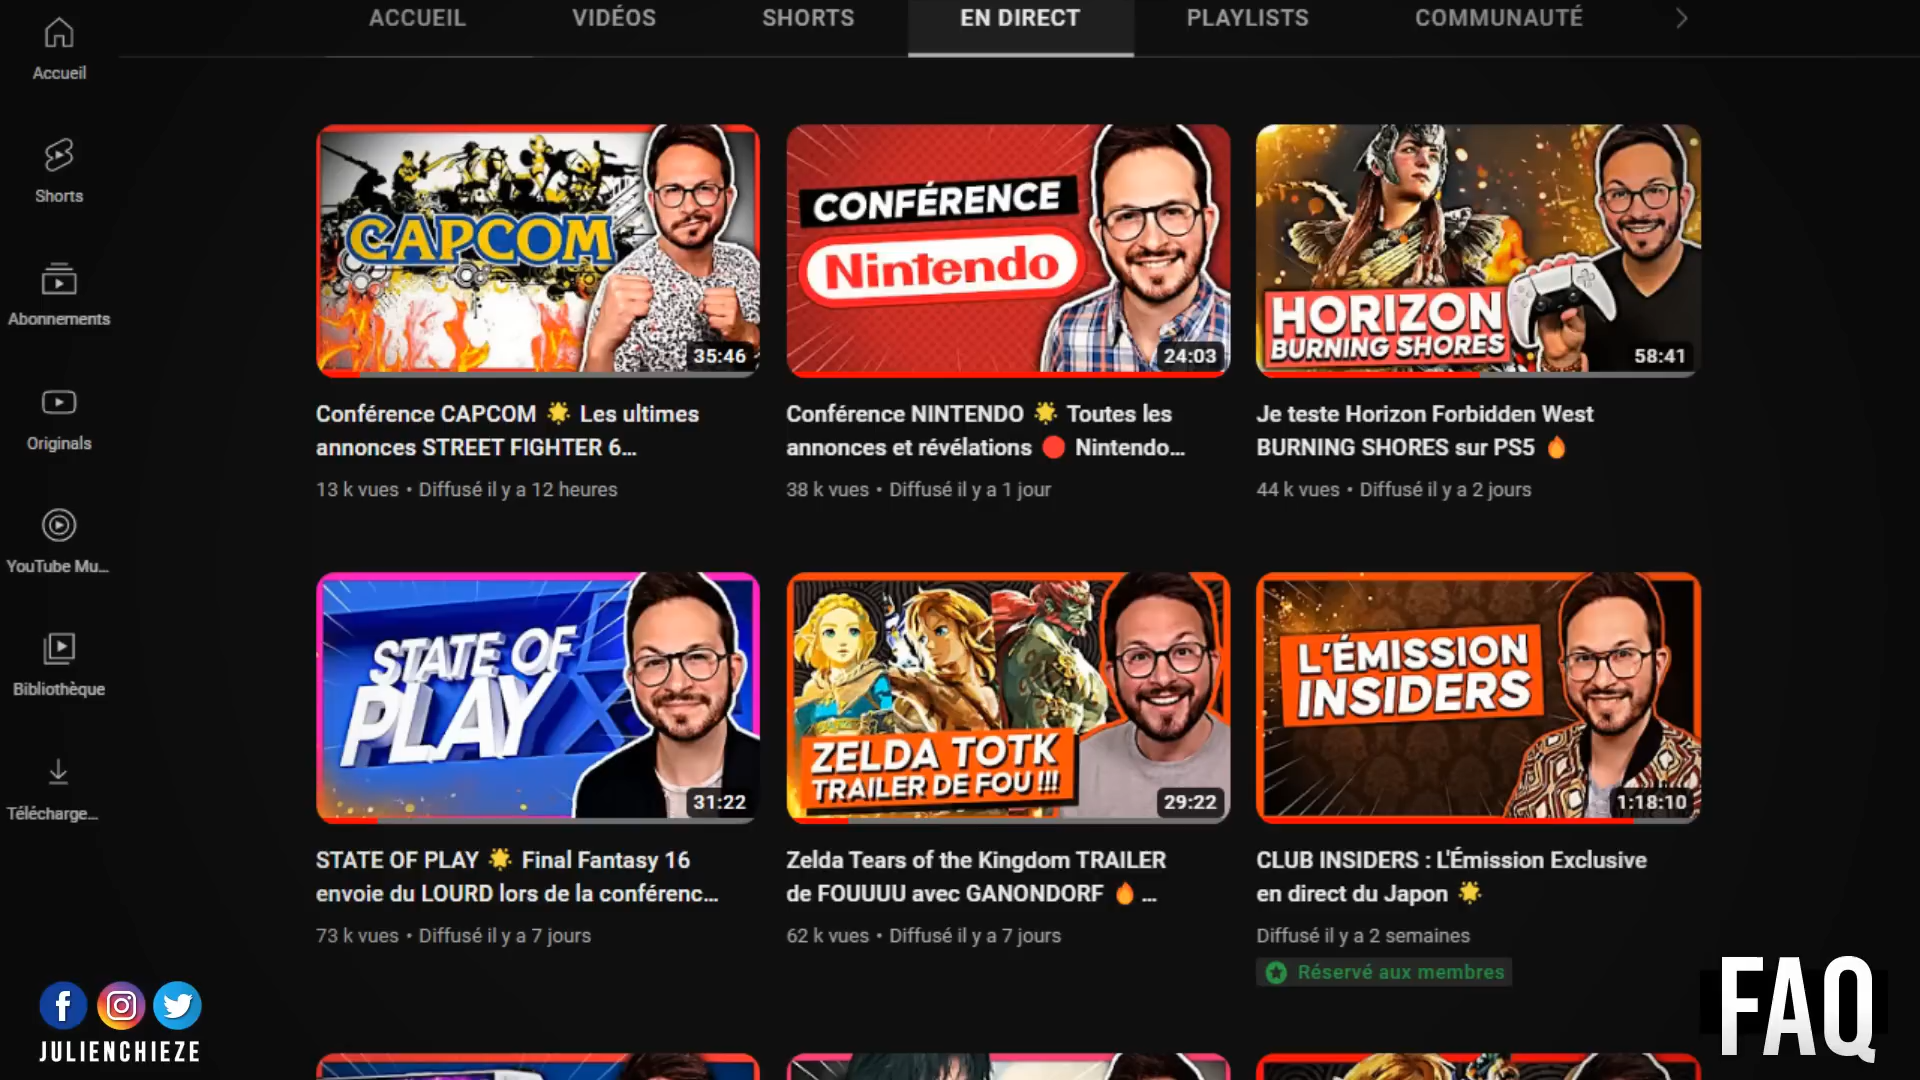 ACCUEIL VIDÉOS SHORTS EN DIRECT PLAYLISTS COMMUNAUTÉ
Accueil
Shorts
Abonnements
Originals
YouTube Mu...
Bibliothèque
Télécharge...
CAPCOM
35:46
Conférence CAPCOM 🌟 Les ultimes
annonces STREET FIGHTER 6...
13 k vues • Diffusé il y a 12 heures
CONFÉRENCE
Nintendo
24:03
Conférence NINTENDO 🌟 Toutes les
annonces et révélations 🔴 Nintendo...
38 k vues • Diffusé il y a 1 jour
HORIZON
BURNING SHORES
58:41
Je teste Horizon Forbidden West
BURNING SHORES sur PS5 🔥
44 k vues • Diffusé il y a 2 jours
STATE OF
PLAY
31:22
STATE OF PLAY 🌟 Final Fantasy 16
envoie du LOURD lors de la conférenc...
73 k vues • Diffusé il y a 7 jours
ZELDA TOTK
TRAILER DE FOU !!!
29:22
Zelda Tears of the Kingdom TRAILER
de FOUUUU avec GANONDORF 🔥 ...
62 k vues • Diffusé il y a 7 jours
L'ÉMISSION
INSIDERS
1:18:10
CLUB INSIDERS : L'Émission Exclusive
en direct du Japon 🌟
Diffusé il y a 2 semaines
Réservé aux membres
JULIENCHIEZE
FAQ